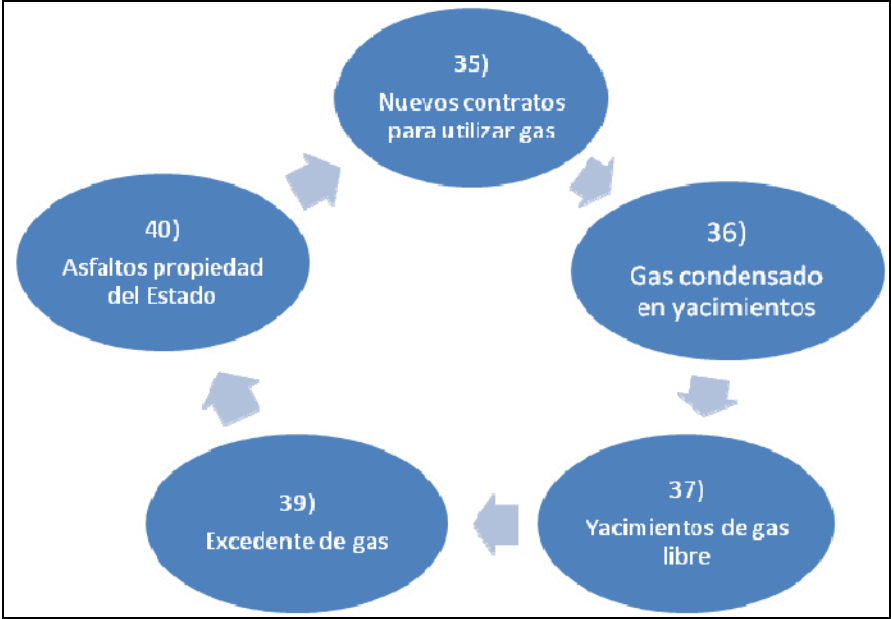 35)
Nuevos contratos
para utilizar gas
36)
Gas condensado
en yacimientos
37)
Yacimientos de gas
libre
39)
Excedente de gas
40)
Asfaltos propiedad
del Estado